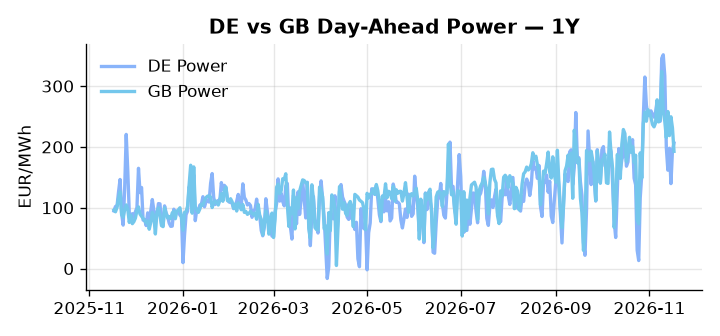 DE vs GB Day-Ahead Power — 1Y
DE Power
GB Power
EUR/MWh
300
200
100
0
2025-11 2026-01 2026-03 2026-05 2026-07 2026-09 2026-11